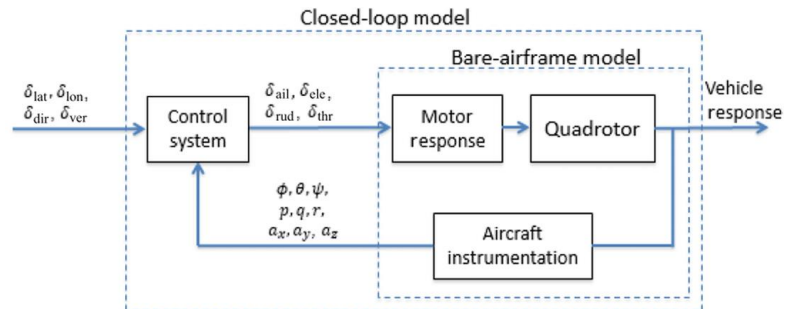 Closed-loop model
Bare-airframe model
δlat, δlon,
δdir, δver
Control
system
δail, δele,
δrud, δthr
Motor
response
Quadrotor
Vehicle
response
ϕ, θ, ψ,
p, q, r,
ax, ay, az
Aircraft
instrumentation